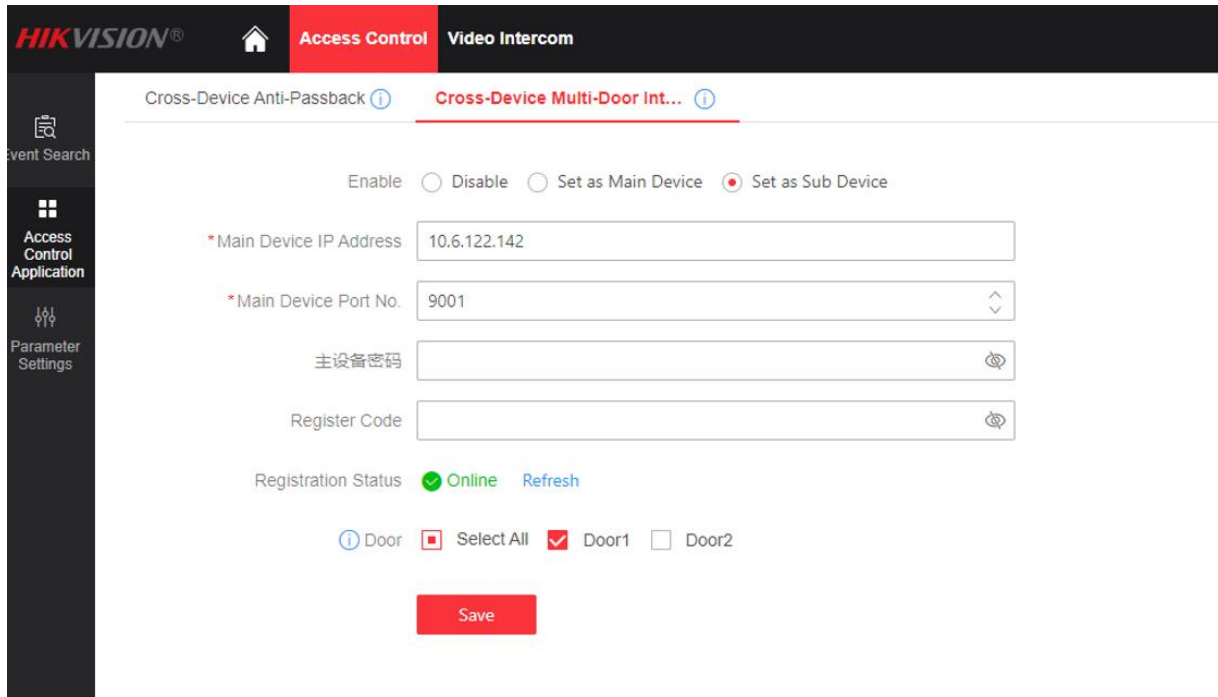 HIKVISION® Access Control Video Intercom
Cross-Device Anti-Passback Cross-Device Multi-Door Int...
Event Search
Access
Control
Application
Parameter
Settings
Enable Disable Set as Main Device Set as Sub Device
*Main Device IP Address 10.6.122.142
*Main Device Port No. 9001
主设备密码
Register Code
Registration Status Online Refresh
Door Select All Door1 Door2
Save